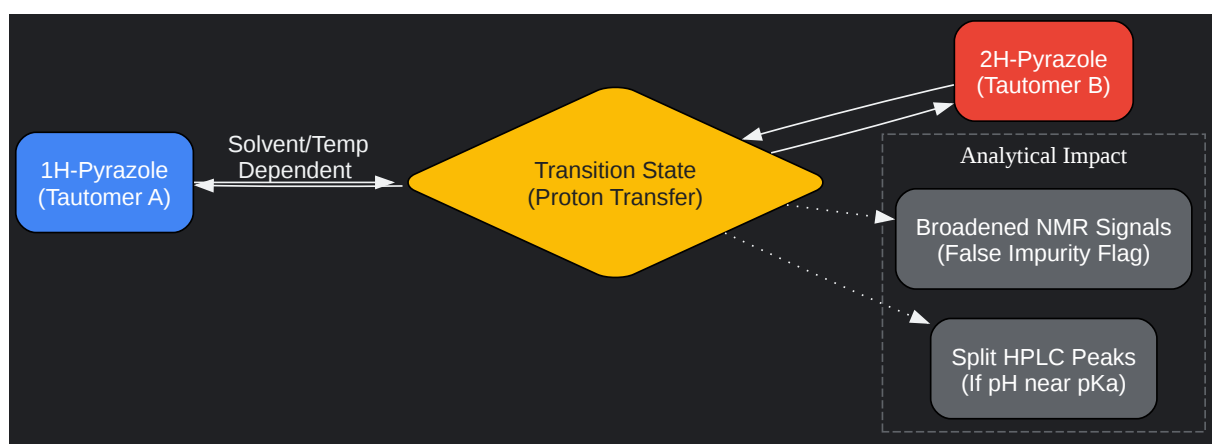 1H-Pyrazole
(Tautomer A)
Solvent/Temp
Dependent
Transition State
(Proton Transfer)
2H-Pyrazole
(Tautomer B)
Analytical Impact
Broadened NMR Signals
(False Impurity Flag)
Split HPLC Peaks
(If pH near pKa)